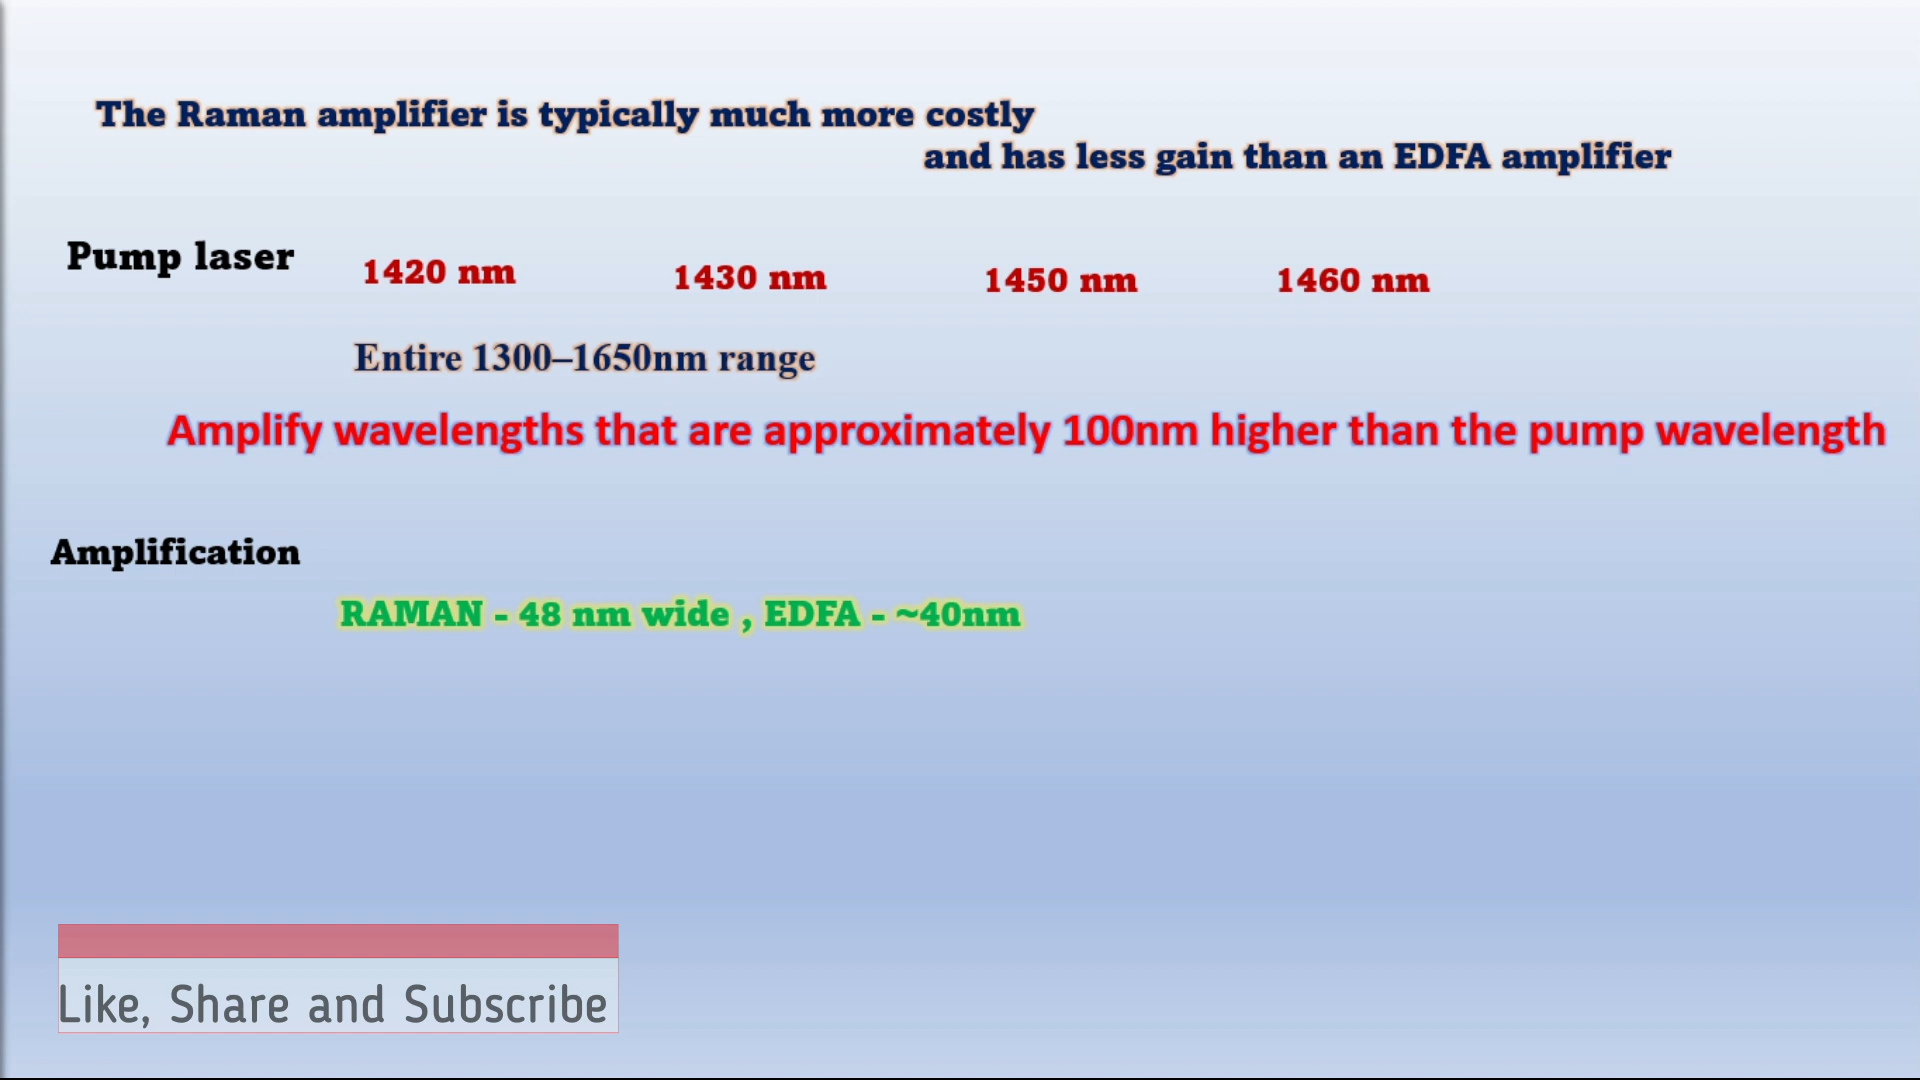 The Raman amplifier is typically much more costly
and has less gain than an EDFA amplifier
Pump laser 1420 nm 1430 nm 1450 nm 1460 nm
Entire 1300–1650nm range
Amplify wavelengths that are approximately 100nm higher than the pump wavelength
Amplification
RAMAN - 48 nm wide , EDFA - ~40nm
Like, Share and Subscribe